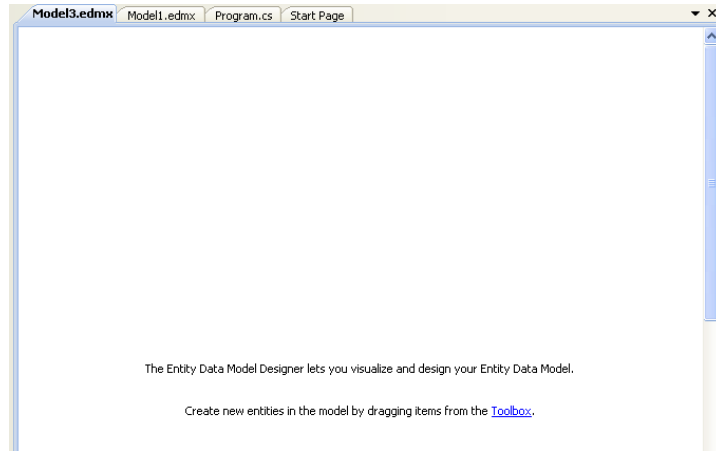 Model3.edmx Model1.edmx Program.cs Start Page
The Entity Data Model Designer lets you visualize and design your Entity Data Model.
Create new entities in the model by dragging items from the Toolbox.